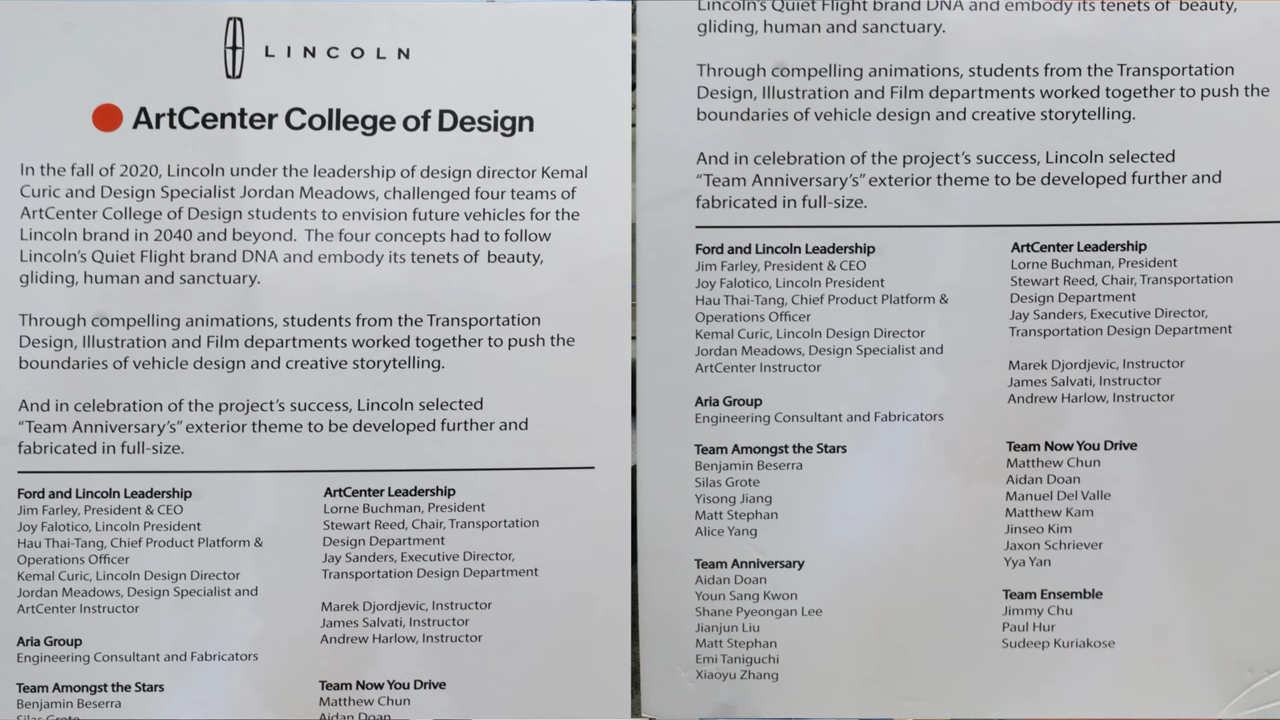 LINCOLN
ArtCenter College of Design
In the fall of 2020, Lincoln under the leadership of design director Kemal
Curic and Design Specialist Jordan Meadows, challenged four teams of
ArtCenter College of Design students to envision future vehicles for the
Lincoln brand in 2040 and beyond. The four concepts had to follow
Lincoln's Quiet Flight brand DNA and embody its tenets of beauty,
gliding, human and sanctuary.
Through compelling animations, students from the Transportation
Design, Illustration and Film departments worked together to push the
boundaries of vehicle design and creative storytelling.
And in celebration of the project's success, Lincoln selected
"Team Anniversary's" exterior theme to be developed further and
fabricated in full-size.
Ford and Lincoln Leadership
Jim Farley, President & CEO
Joy Falotico, Lincoln President
Hau Thai-Tang, Chief Product Platform &
Operations Officer
Kemal Curic, Lincoln Design Director
Jordan Meadows, Design Specialist and
ArtCenter Instructor
Aria Group
Engineering Consultant and Fabricators
Team Amongst the Stars
Benjamin Beserra
Silas Grote
ArtCenter Leadership
Lorne Buchman, President
Stewart Reed, Chair, Transportation
Design Department
Jay Sanders, Executive Director,
Transportation Design Department
Marek Djordjevic, Instructor
James Salvati, Instructor
Andrew Harlow, Instructor
Team Now You Drive
Matthew Chun
Aidan Doan
Lincoln's Quiet Flight brand DNA and embody its tenets of beauty,
gliding, human and sanctuary.
Through compelling animations, students from the Transportation
Design, Illustration and Film departments worked together to push the
boundaries of vehicle design and creative storytelling.
And in celebration of the project's success, Lincoln selected
"Team Anniversary's" exterior theme to be developed further and
fabricated in full-size.
Ford and Lincoln Leadership
Jim Farley, President & CEO
Joy Falotico, Lincoln President
Hau Thai-Tang, Chief Product Platform &
Operations Officer
Kemal Curic, Lincoln Design Director
Jordan Meadows, Design Specialist and
ArtCenter Instructor
Aria Group
Engineering Consultant and Fabricators
Team Amongst the Stars
Benjamin Beserra
Silas Grote
Yisong Jiang
Matt Stephan
Alice Yang
Team Anniversary
Aidan Doan
Youn Sang Kwon
Shane Pyeongan Lee
Jianjun Liu
Matt Stephan
Emi Taniguchi
Xiaoyu Zhang
ArtCenter Leadership
Lorne Buchman, President
Stewart Reed, Chair, Transportation
Design Department
Jay Sanders, Executive Director,
Transportation Design Department
Marek Djordjevic, Instructor
James Salvati, Instructor
Andrew Harlow, Instructor
Team Now You Drive
Matthew Chun
Aidan Doan
Manuel Del Valle
Matthew Kam
Jinseo Kim
Jaxon Schriever
Yya Yan
Team Ensemble
Jimmy Chu
Paul Hur
Sudeep Kuriakose